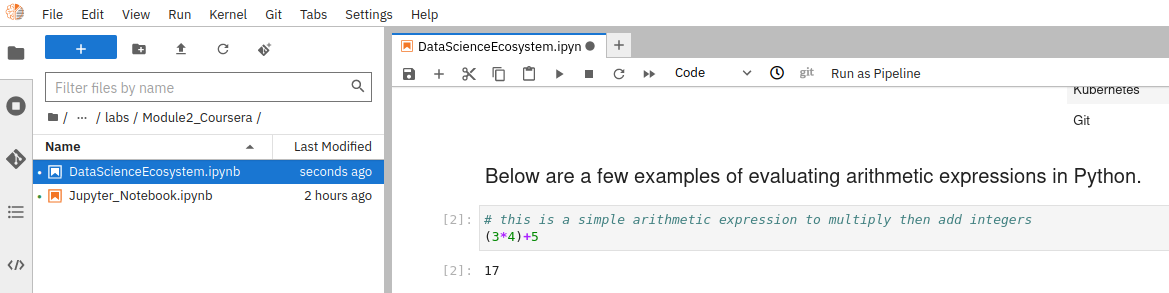 File Edit View Run Kernel Git Tabs Settings Help
+
Filter files by name
/ ... / labs / Module2_Coursera /
Name Last Modified
DataScienceEcosystem.ipynb seconds ago
Jupyter_Notebook.ipynb 2 hours ago
DataScienceEcosystem.ipyn
+
Code git Run as Pipeline
Kubernetes
Git
Below are a few examples of evaluating arithmetic expressions in Python.
[2]: # this is a simple arithmetic expression to multiply then add integers
(3*4)+5
[2]: 17